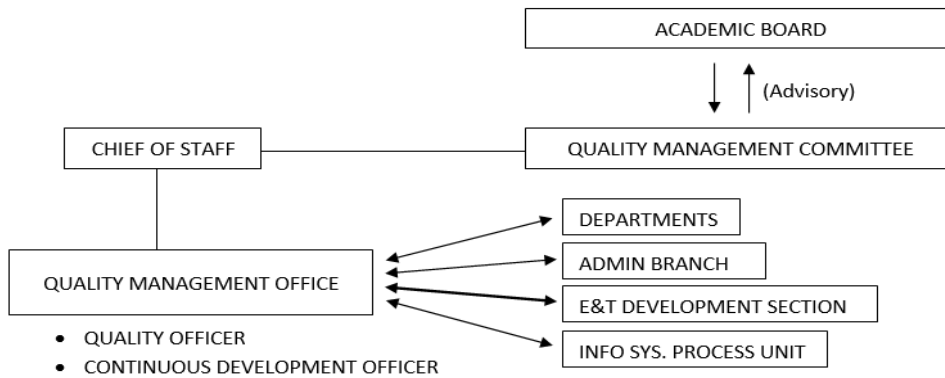 ACADEMIC BOARD
(Advisory)
CHIEF OF STAFF
QUALITY MANAGEMENT COMMITTEE
DEPARTMENTS
ADMIN BRANCH
QUALITY MANAGEMENT OFFICE
E&T DEVELOPMENT SECTION
• QUALITY OFFICER
INFO SYS. PROCESS UNIT
• CONTINUOUS DEVELOPMENT OFFICER